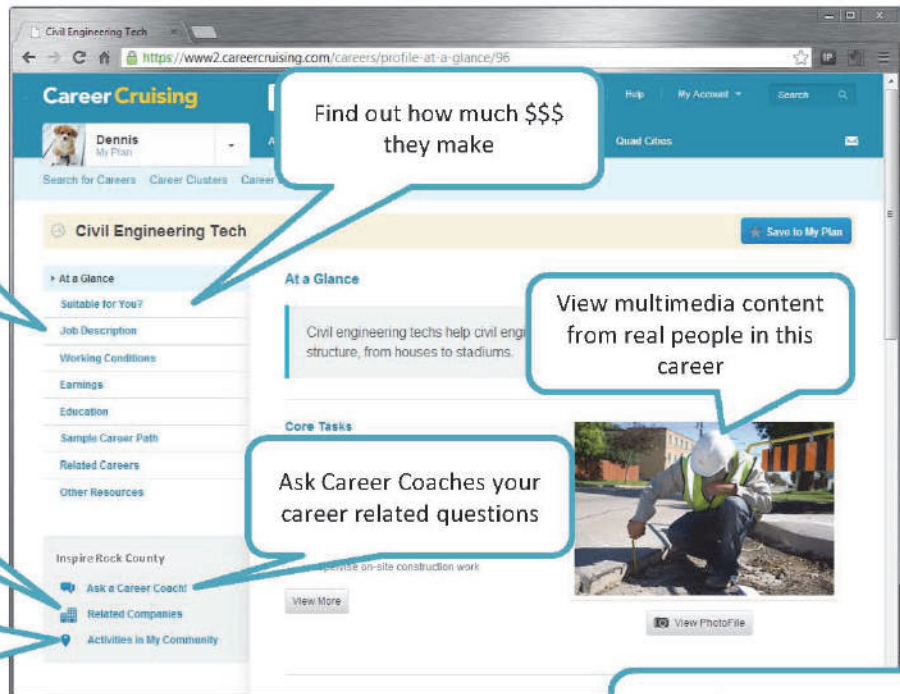 Civil Engineering Tech
https://www2.careercruising.com/careers/profile-at-a-glance/96
Career Cruising
Help
My Account
Search
Dennis
My Plan
Quad Cities
Search for Careers Career Clusters Career
Find out how much $$$
they make
Civil Engineering Tech
Save to My Plan
At a Glance
Suitable for You?
Job Description
Working Conditions
Earnings
Education
Sample Career Path
Related Careers
Other Resources
At a Glance
Civil engineering techs help civil engi
structure, from houses to stadiums.
View multimedia content
from real people in this
career
Core Tasks
Ask Career Coaches your
career related questions
on-site construction work
View More
View PhotoFile
Inspire Rock County
Ask a Career Coach!
Related Companies
Activities in My Community